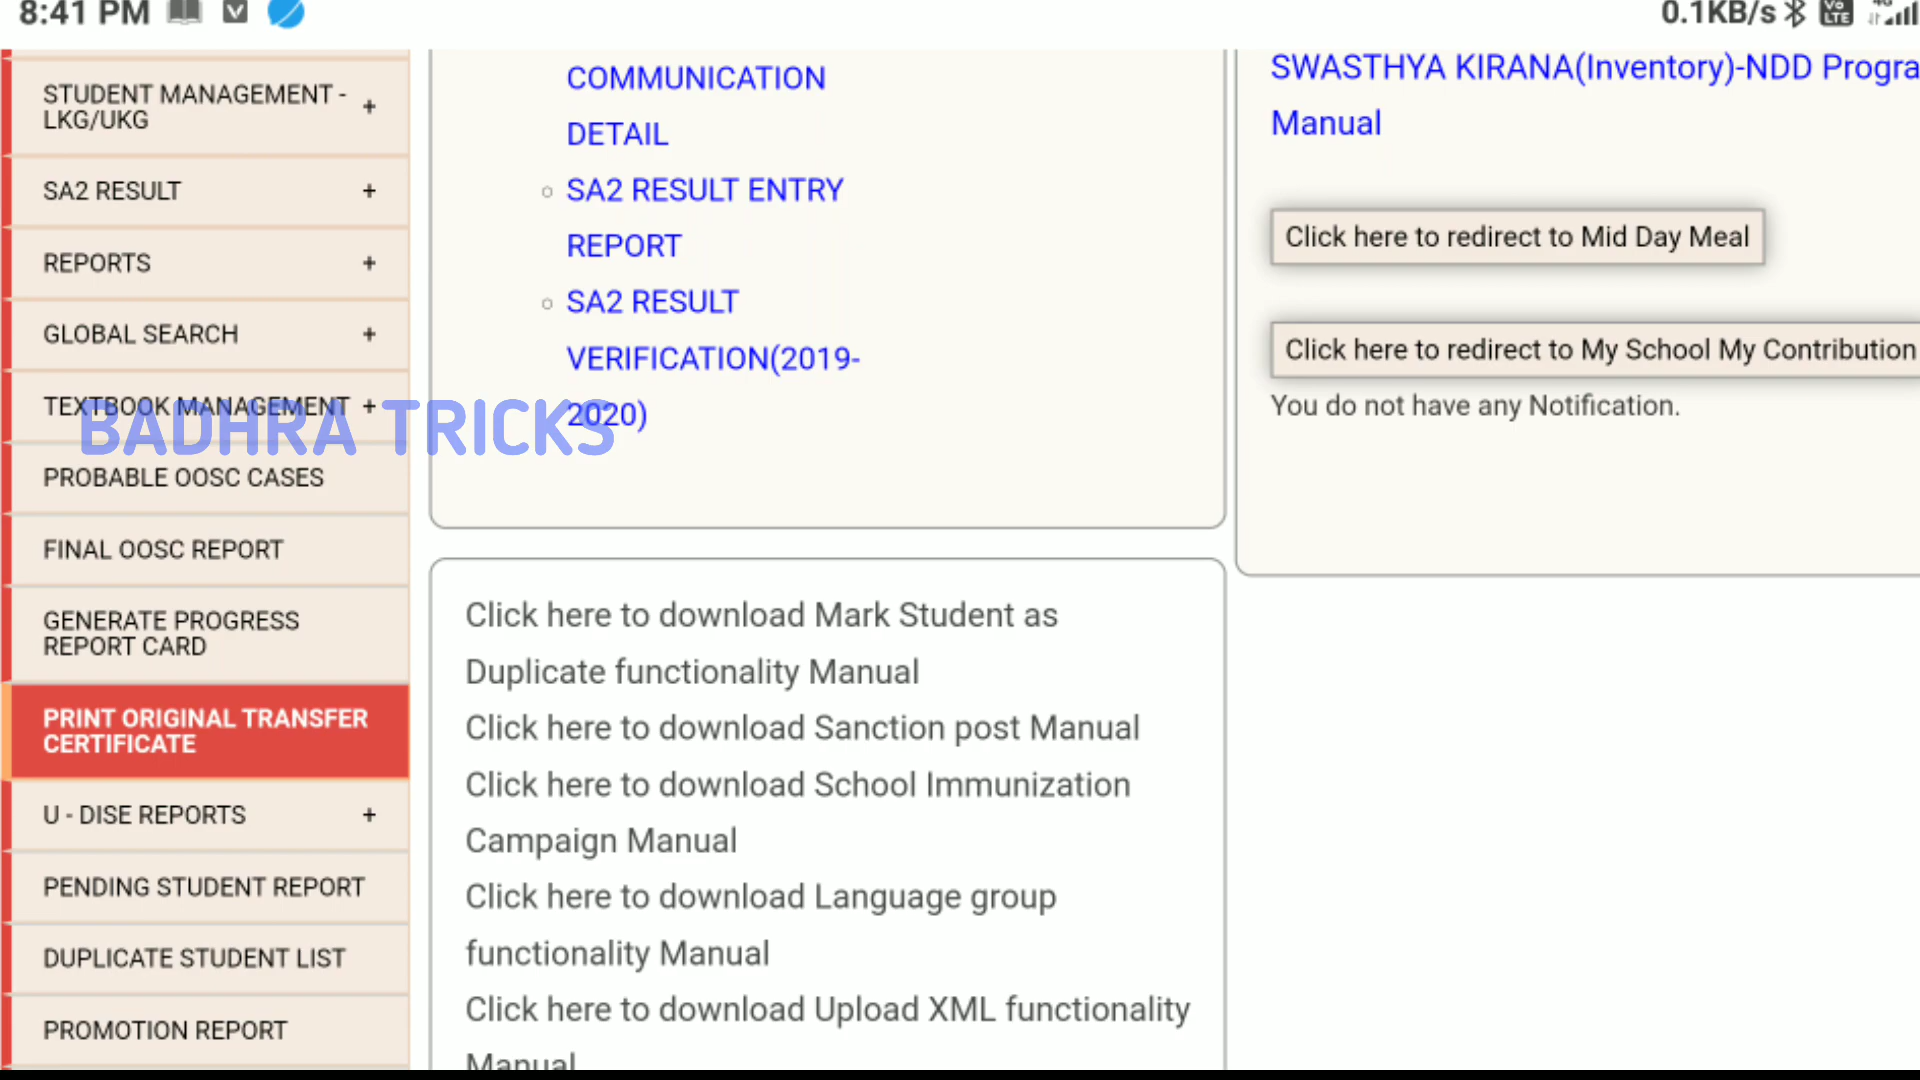 8:41 PM
0.1KB/s
Vo
LTE
4G
STUDENT MANAGEMENT -
LKG/UKG +
SA2 RESULT +
REPORTS +
GLOBAL SEARCH +
TEXTBOOK MANAGEMENT +
PROBABLE OOSC CASES
FINAL OOSC REPORT
GENERATE PROGRESS
REPORT CARD
PRINT ORIGINAL TRANSFER
CERTIFICATE
U - DISE REPORTS +
PENDING STUDENT REPORT
DUPLICATE STUDENT LIST
PROMOTION REPORT
BADHRA TRICKS
COMMUNICATION
DETAIL
SA2 RESULT ENTRY
REPORT
SA2 RESULT
VERIFICATION(2019-
2020)
Click here to download Mark Student as
Duplicate functionality Manual
Click here to download Sanction post Manual
Click here to download School Immunization
Campaign Manual
Click here to download Language group
functionality Manual
Click here to download Upload XML functionality
Manual
SWASTHYA KIRANA(Inventory)-NDD Progra
Manual
Click here to redirect to Mid Day Meal
Click here to redirect to My School My Contribution
You do not have any Notification.